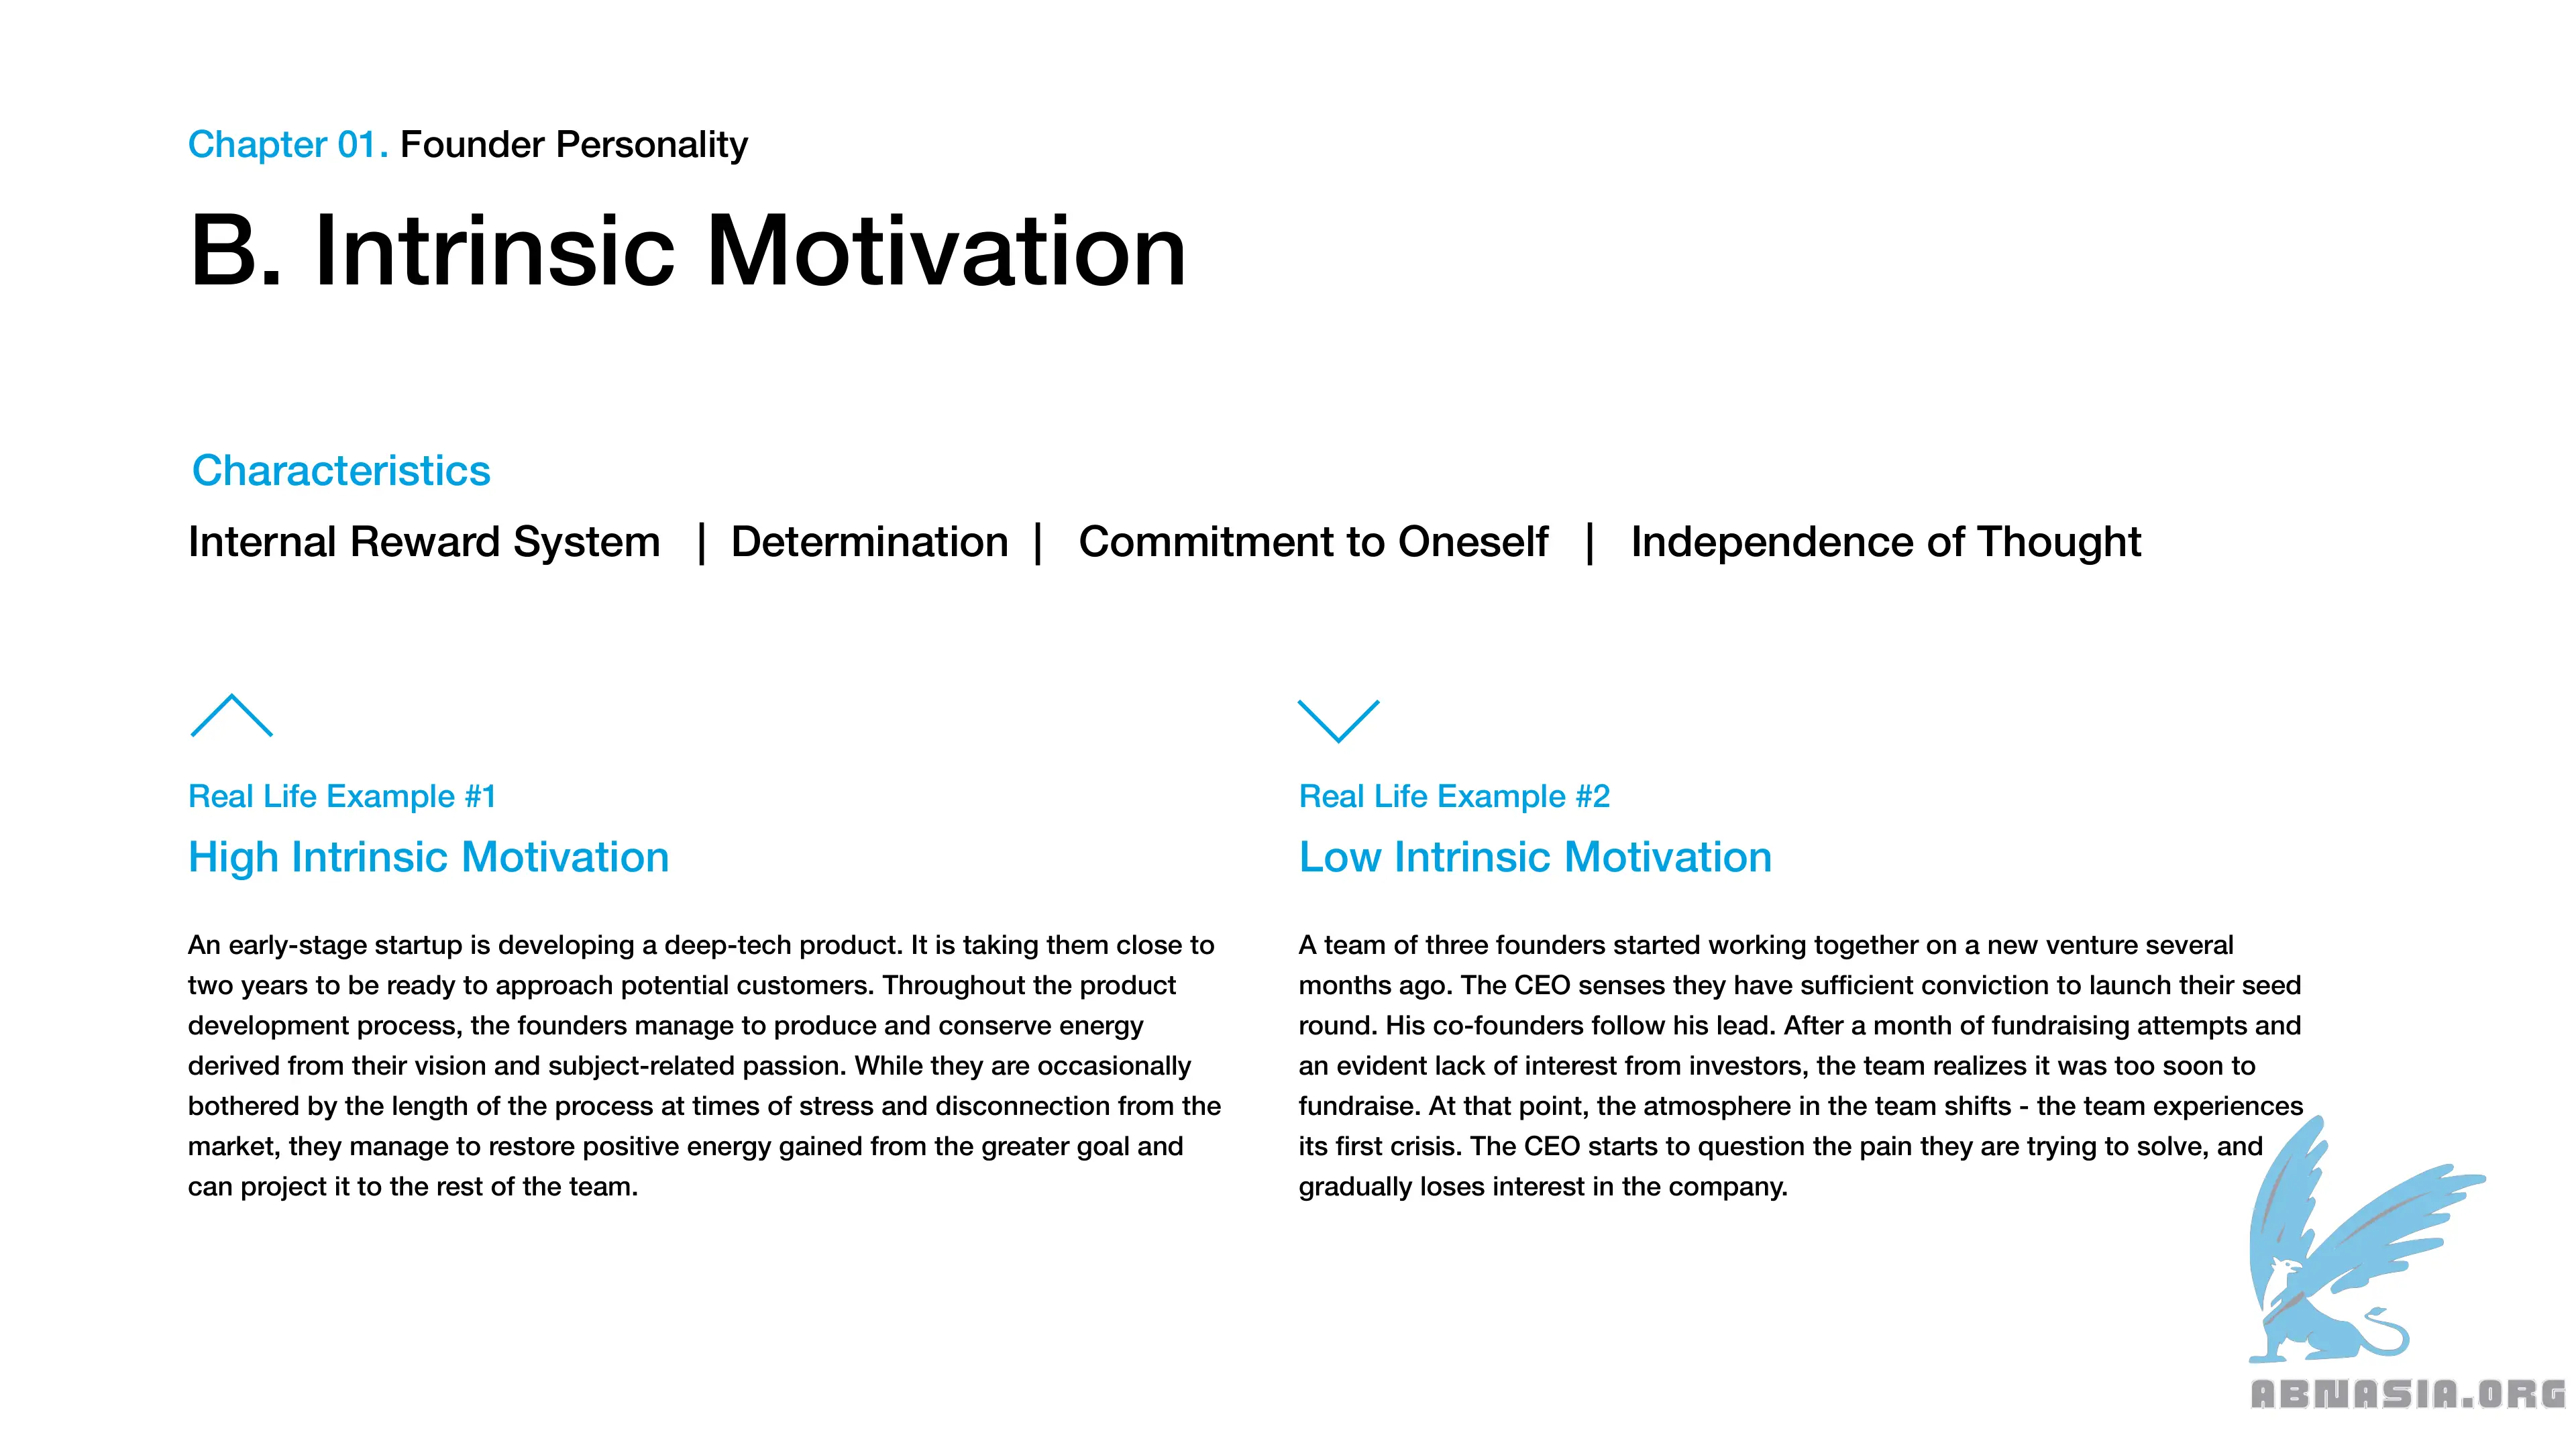 Chapter 01. Founder Personality
B. Intrinsic Motivation
Characteristics
Internal Reward System | Determination | Commitment to Oneself | Independence of Thought
Real Life Example #1
High Intrinsic Motivation
An early-stage startup is developing a deep-tech product. It is taking them close to
two years to be ready to approach potential customers. Throughout the product
development process, the founders manage to produce and conserve energy
derived from their vision and subject-related passion. While they are occasionally
bothered by the length of the process at times of stress and disconnection from the
market, they manage to restore positive energy gained from the greater goal and
can project it to the rest of the team.
Real Life Example #2
Low Intrinsic Motivation
A team of three founders started working together on a new venture several
months ago. The CEO senses they have sufficient conviction to launch their seed
round. His co-founders follow his lead. After a month of fundraising attempts and
an evident lack of interest from investors, the team realizes it was too soon to
fundraise. At that point, the atmosphere in the team shifts - the team experiences
its first crisis. The CEO starts to question the pain they are trying to solve, and
gradually loses interest in the company.
ABNASIA.ORG